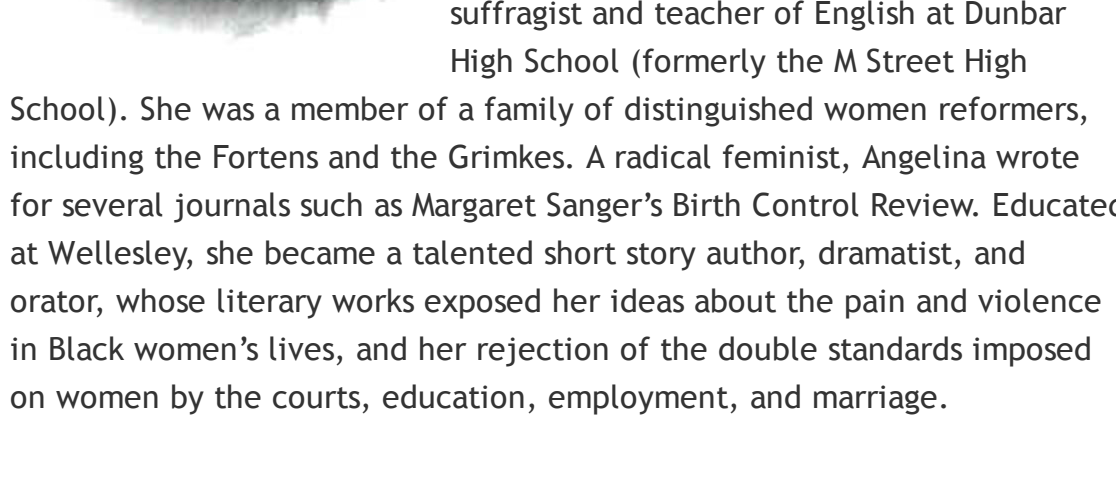 suffragist and teacher of English at Dunbar
High School (formerly the M Street High
School). She was a member of a family of distinguished women reformers,
including the Fortens and the Grimkes. A radical feminist, Angelina wrote
for several journals such as Margaret Sanger’s Birth Control Review. Educated
at Wellesley, she became a talented short story author, dramatist, and
orator, whose literary works exposed her ideas about the pain and violence
in Black women’s lives, and her rejection of the double standards imposed
on women by the courts, education, employment, and marriage.